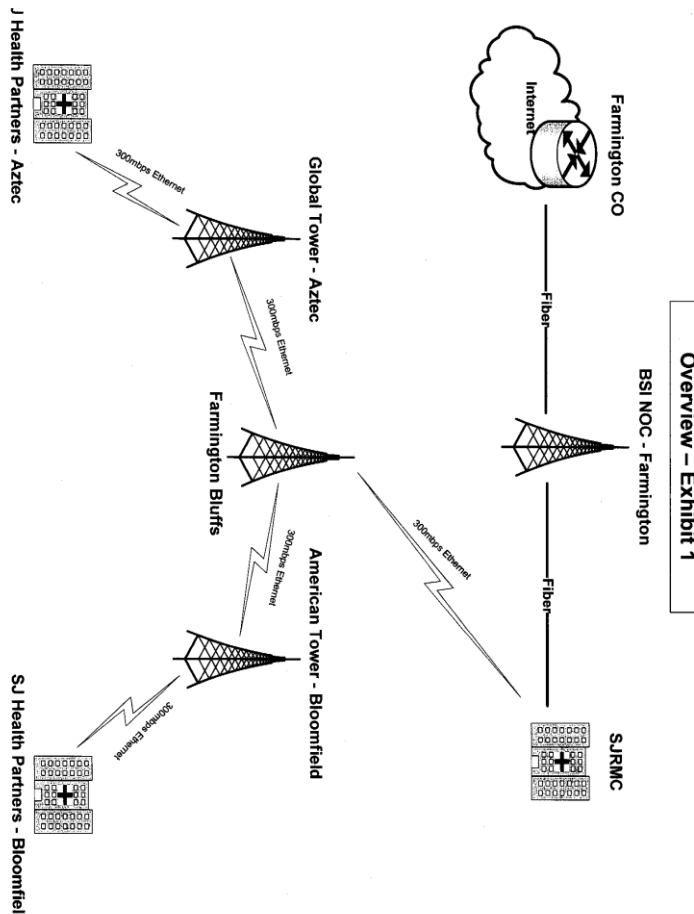 Overview – Exhibit 1
Farmington CO
Internet
Fiber
BSI NOC - Farmington
Fiber
SJRMC
300mbps Ethernet
Global Tower - Aztec
300mbps Ethernet
300mbps Ethernet
Farmington Bluffs
300mbps Ethernet
American Tower - Bloomfield
300mbps Ethernet
J Health Partners - Aztec
SJ Health Partners - Bloomfiel